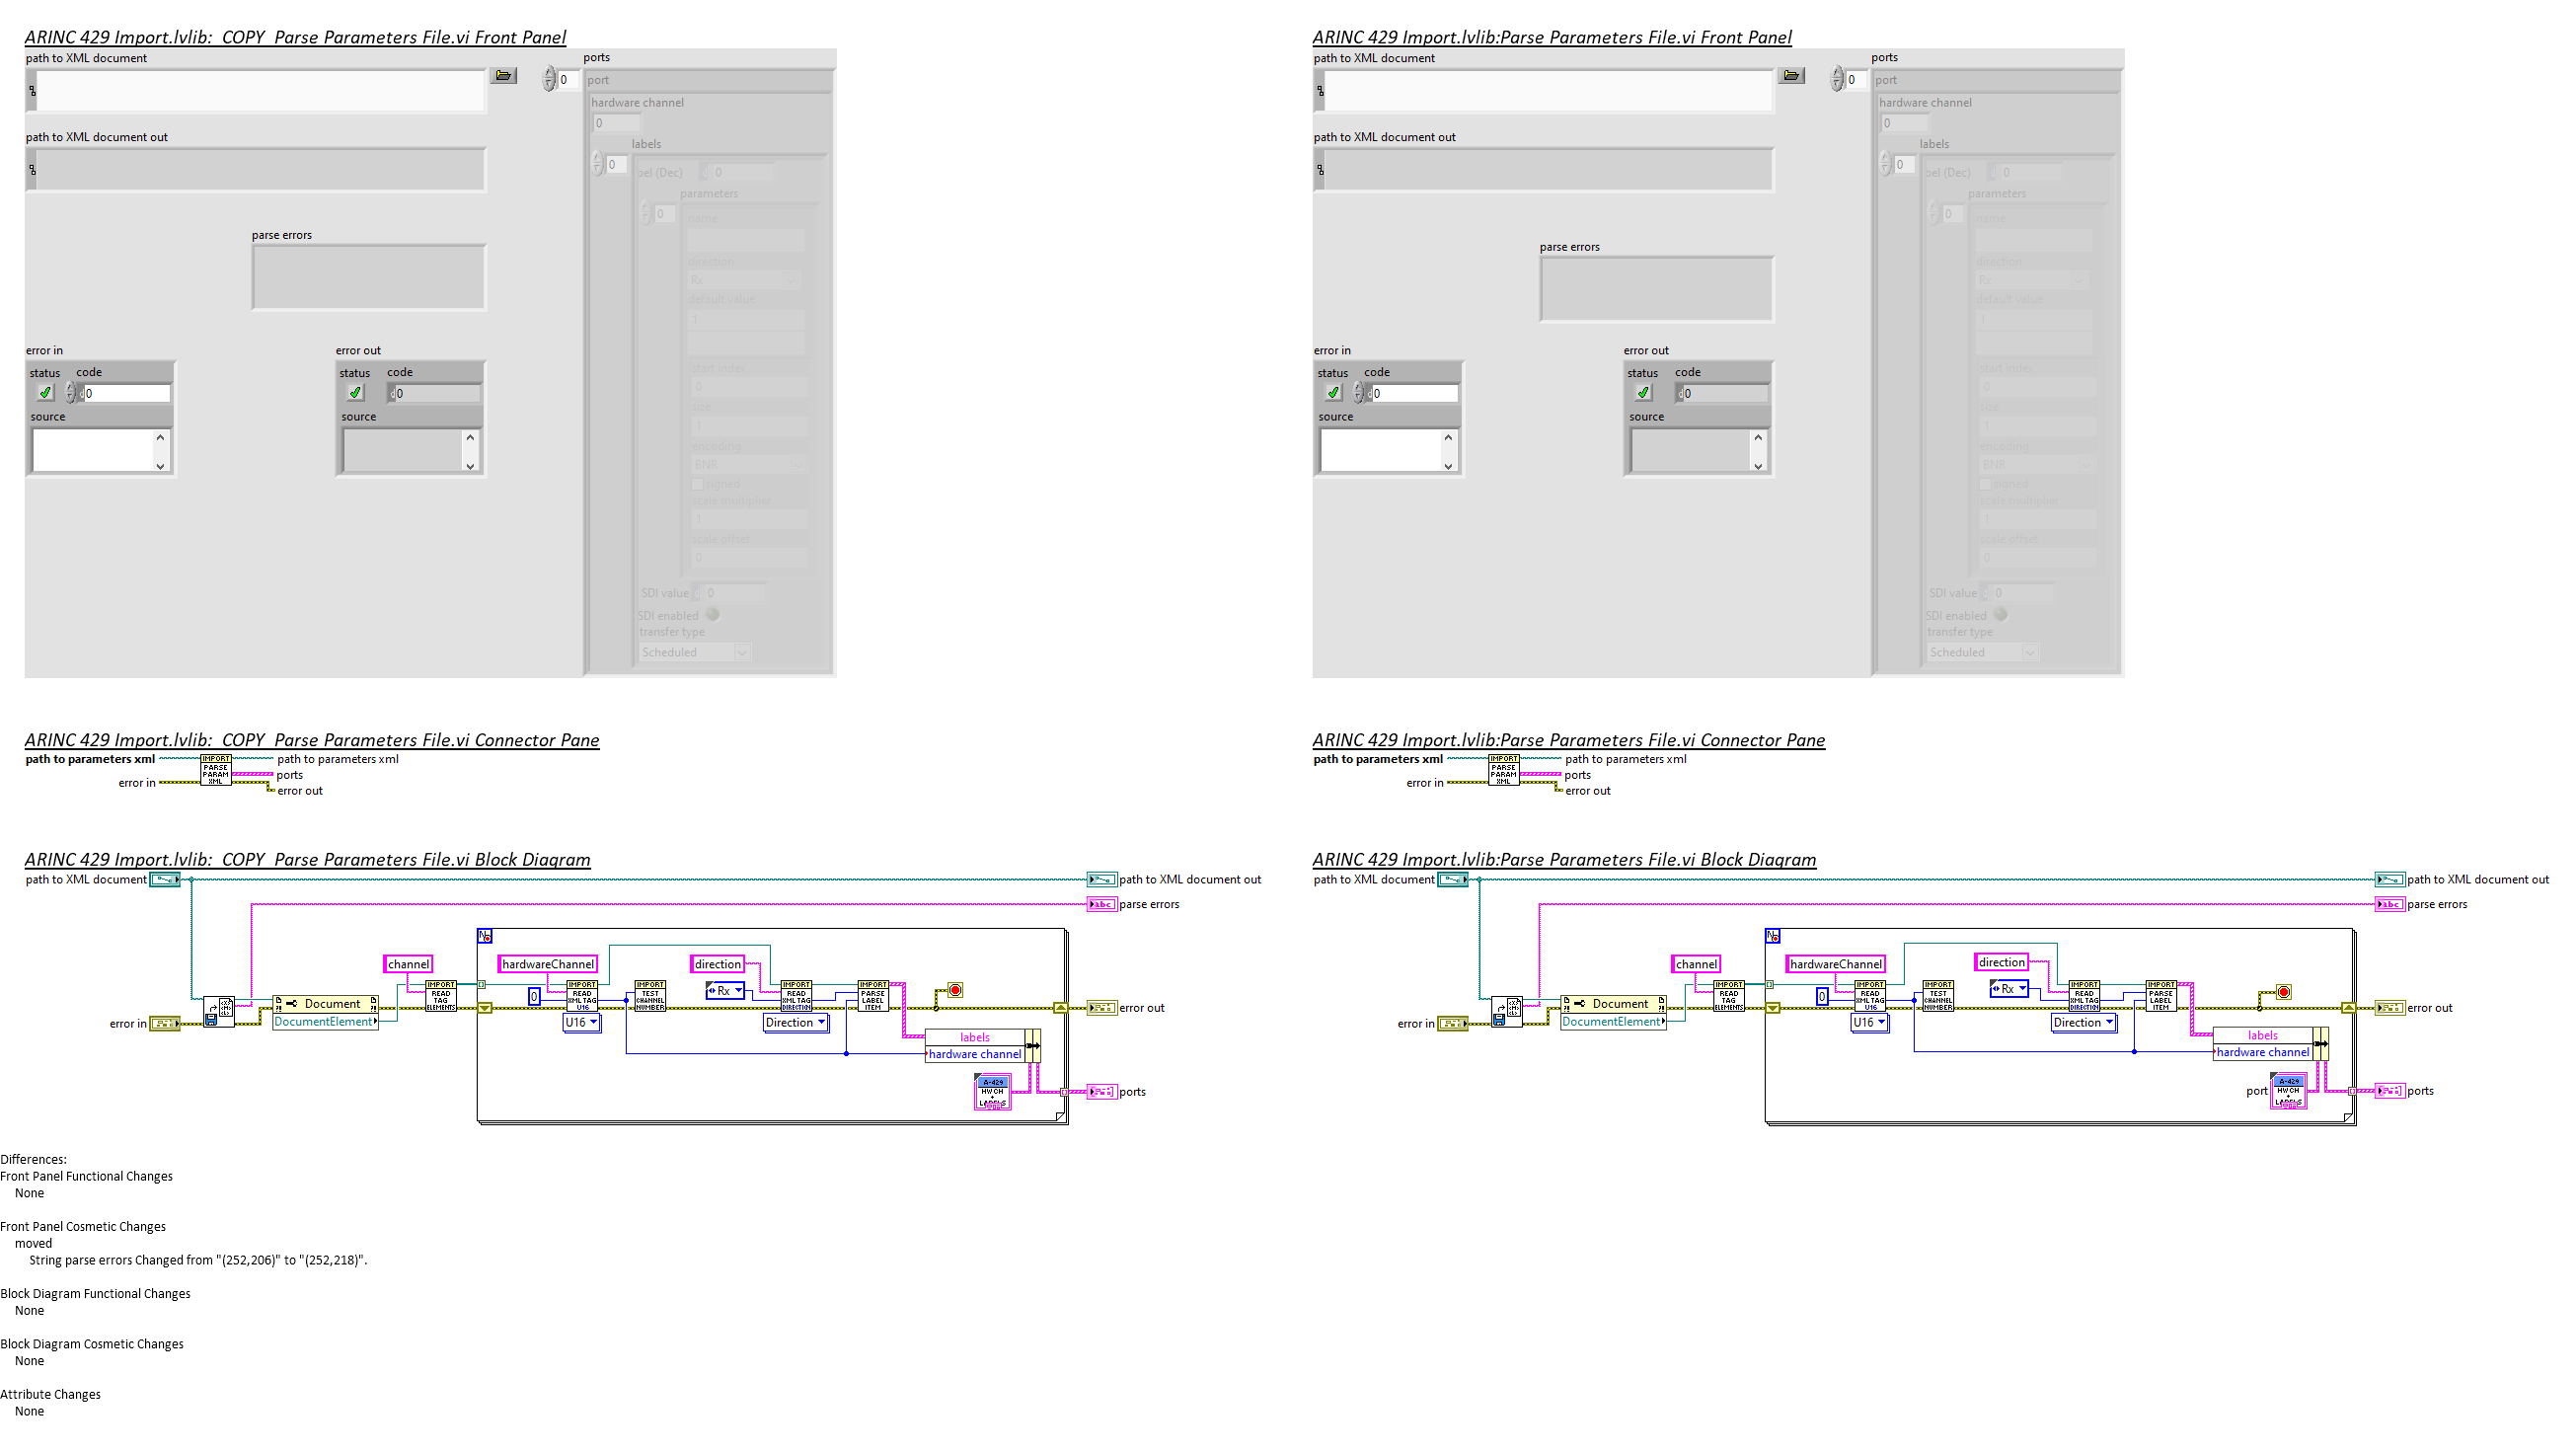 ARINC 429 Import.lvlib:  COPY  Parse Parameters File.vi Front Panel
path to XML document
ports
0
port
hardware channel
0
path to XML document out
labels
0
bel (Dec)
0
parameters
0
name
parse errors
direction
Rx
default value
1
error in
error out
status
code
status
code
start index
0
0
0
size
source
source
1
encoding
BNR
signed
scale multiplier
1
scale offset
0
SDI value
0
SDI enabled
transfer type
Scheduled
ARINC 429 Import.lvlib:Parse Parameters File.vi Front Panel
path to XML document
ports
0
port
hardware channel
0
path to XML document out
labels
0
bel (Dec)
0
parameters
0
name
parse errors
direction
Rx
default value
1
error in
error out
status
code
status
code
start index
0
0
0
size
source
source
1
encoding
BNR
signed
scale multiplier
1
scale offset
0
SDI value
0
SDI enabled
transfer type
Scheduled
ARINC 429 Import.lvlib:  COPY  Parse Parameters File.vi Connector Pane
path to parameters xml
IMPORT
PARSE
PARAM
XML
path to parameters xml
ports
error in
error out
ARINC 429 Import.lvlib:Parse Parameters File.vi Connector Pane
path to parameters xml
IMPORT
PARSE
PARAM
XML
path to parameters xml
ports
error in
error out
ARINC 429 Import.lvlib:  COPY  Parse Parameters File.vi Block Diagram
path to XML document
path to XML document out
abc
parse errors
N
channel
hardwareChannel
direction
IMPORT
READ
TAG
ELEMENTS
0
IMPORT
READ
XML TAG
U16
IMPORT
TEST
CHANNEL
NUMBER
Rx
IMPORT
READ
XML TAG
DIRECTION
IMPORT
PARSE
LABEL
ITEM
Document
DocumentElement
error in
U16
Direction
error out
labels
hardware channel
A-429
HW CH
+
LABELS
ports
ARINC 429 Import.lvlib:Parse Parameters File.vi Block Diagram
path to XML document
path to XML document out
abc
parse errors
N
channel
hardwareChannel
direction
IMPORT
READ
TAG
ELEMENTS
0
IMPORT
READ
XML TAG
U16
IMPORT
TEST
CHANNEL
NUMBER
Rx
IMPORT
READ
XML TAG
DIRECTION
IMPORT
PARSE
LABEL
ITEM
Document
DocumentElement
error in
U16
Direction
error out
labels
hardware channel
port
A-429
HW CH
+
LABELS
ports
Differences:
Front Panel Functional Changes
None
Front Panel Cosmetic Changes
moved
String parse errors Changed from "(252,206)" to "(252,218)".
Block Diagram Functional Changes
None
Block Diagram Cosmetic Changes
None
Attribute Changes
None